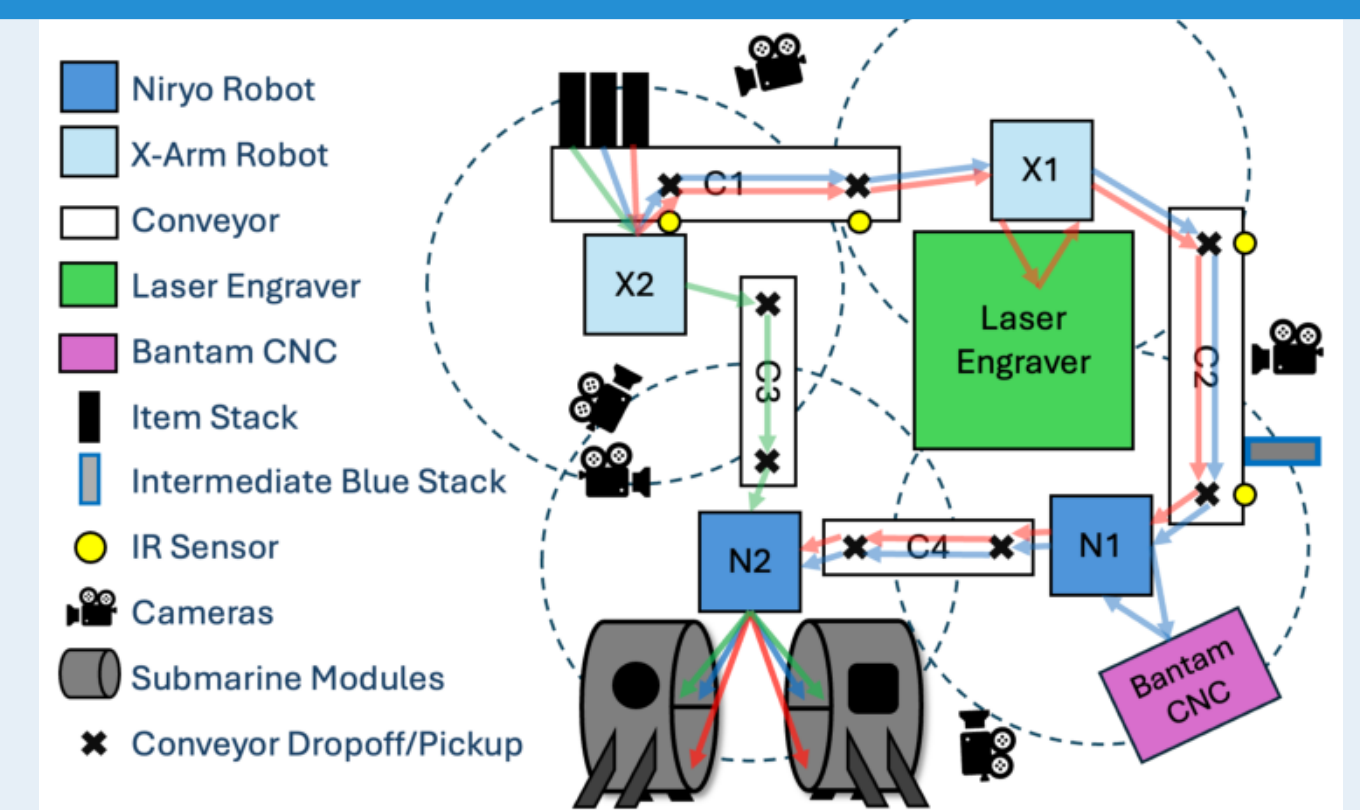 Niryo Robot
X-Arm Robot
Conveyor
Laser Engraver
Bantam CNC
Item Stack
Intermediate Blue Stack
IR Sensor
Cameras
Submarine Modules
Conveyor Dropoff/Pickup
C1
X1
X2
C3
Laser
Engraver
C2
N2
C4
N1
Bantam
CNC